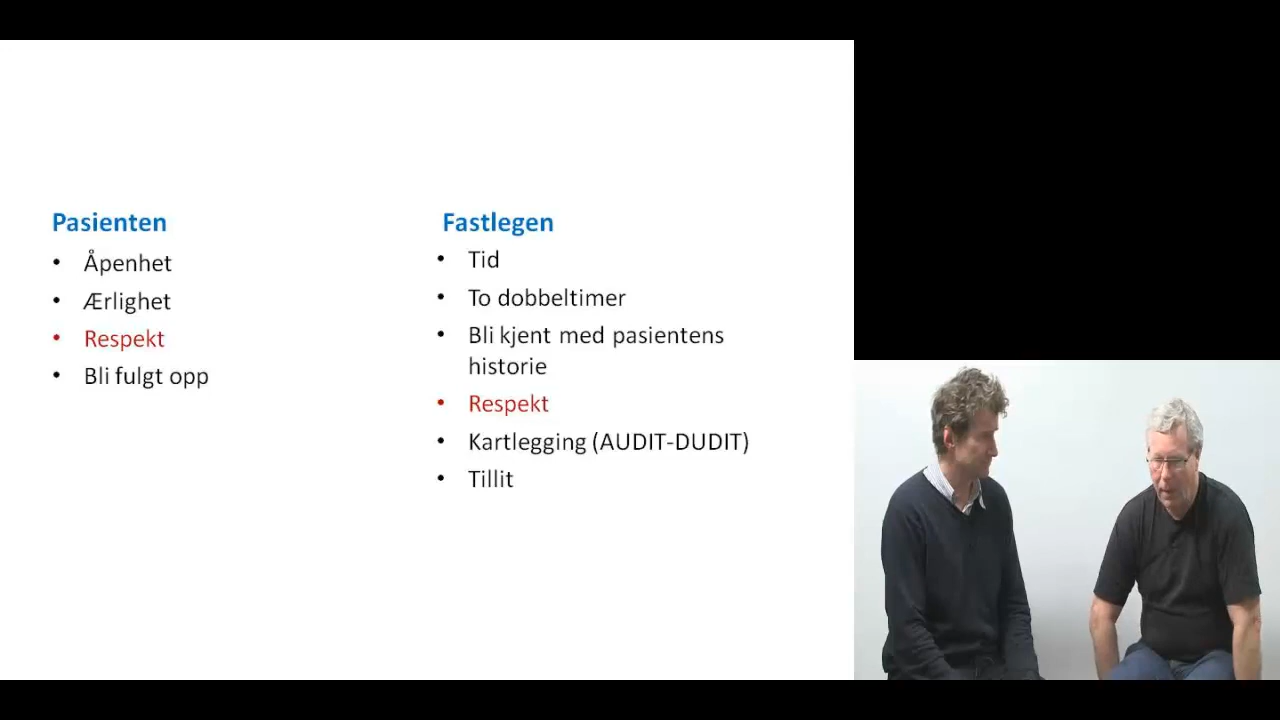 Pasienten
• Åpenhet
• Ærlighet
• Respekt
• Bli fulgt opp
Fastlegen
• Tid
• To dobbeltimer
• Bli kjent med pasientens
historie
• Respekt
• Kartlegging (AUDIT-DUDIT)
• Tillit